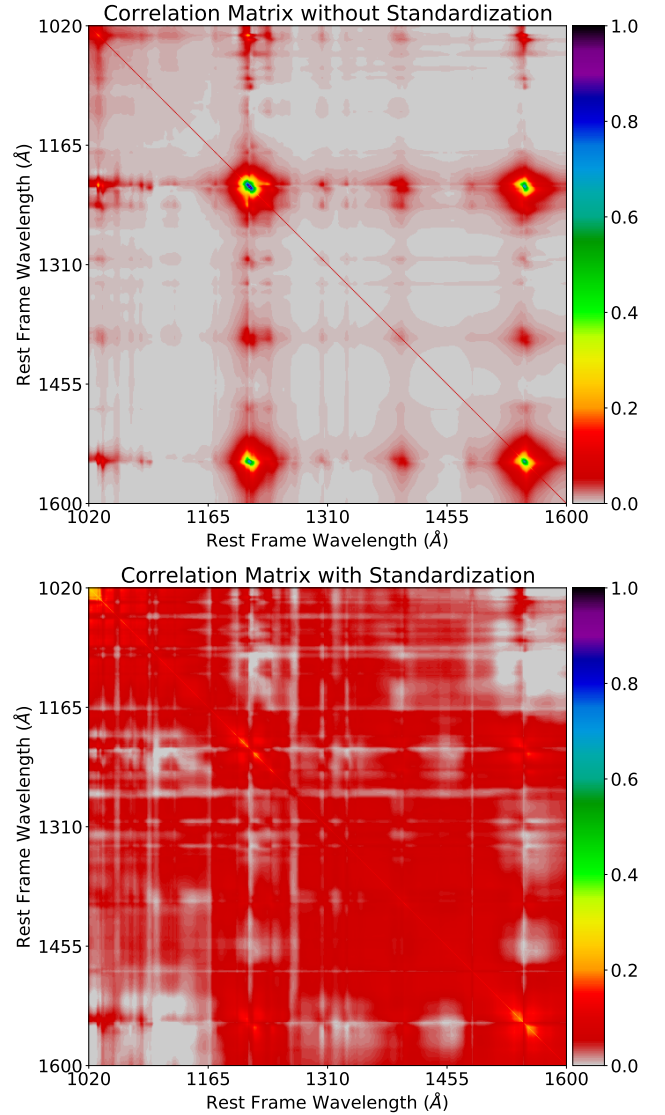 Correlation Matrix without Standardization
1020
1165
1310
1455
1600
Rest Frame Wavelength (Å)
1020 1165 1310 1455 1600
Rest Frame Wavelength (Å)
1.0
0.8
0.6
0.4
0.2
0.0
Correlation Matrix with Standardization
1020
1165
1310
1455
1600
Rest Frame Wavelength (Å)
1020 1165 1310 1455 1600
Rest Frame Wavelength (Å)
1.0
0.8
0.6
0.4
0.2
0.0